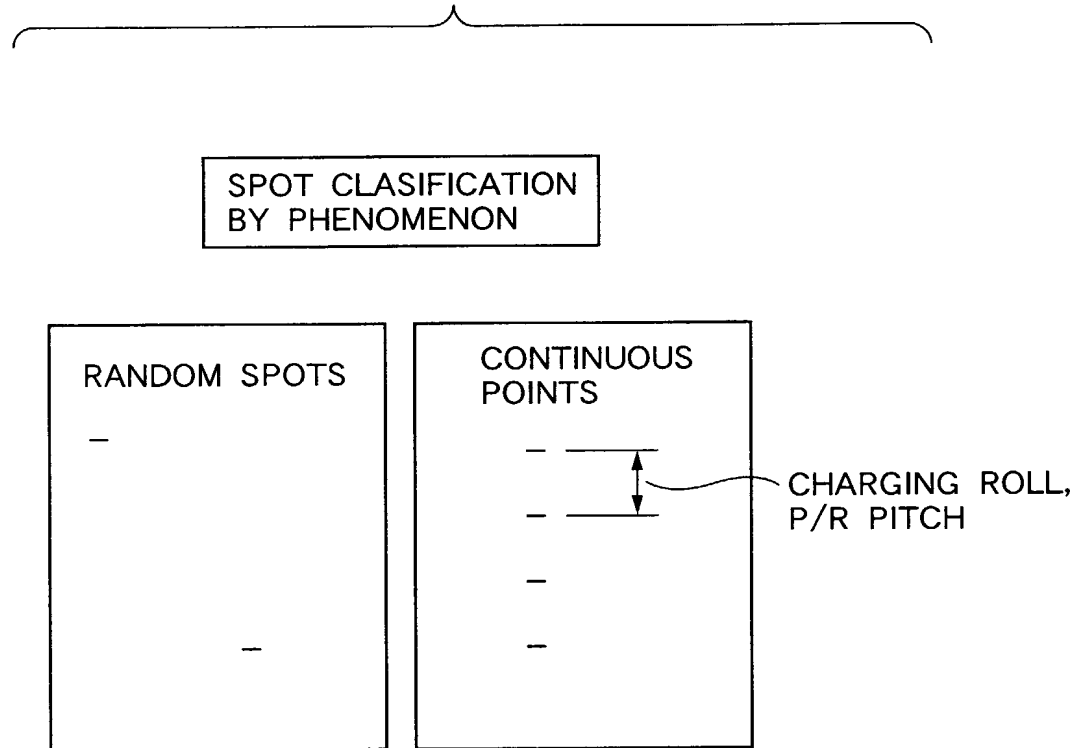 SPOT CLASIFICATION
BY PHENOMENON
RANDOM SPOTS
CONTINUOUS
POINTS
CHARGING ROLL,
P/R PITCH